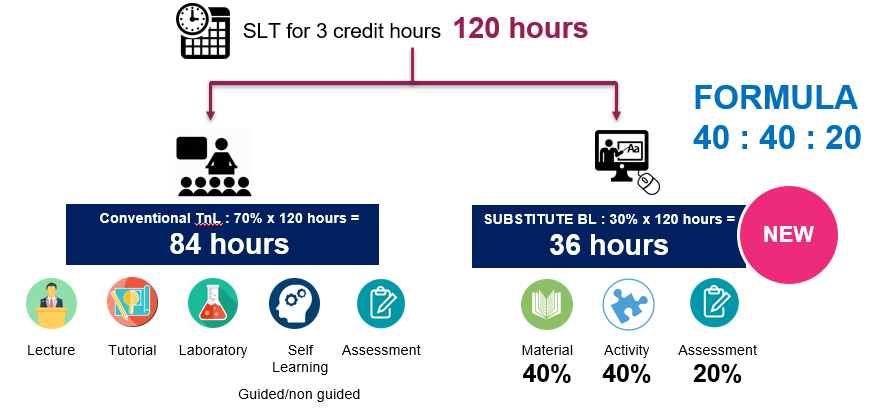 SLT for 3 credit hours 120 hours
FORMULA
40 : 40 : 20
Aa
Conventional TnL : 70% x 120 hours =
84 hours
SUBSTITUTE BL : 30% x 120 hours =
36 hours
NEW
Lecture
Tutorial
Laboratory
Self
Learning
Assessment
Guided/non guided
Material
40%
Activity
40%
Assessment
20%